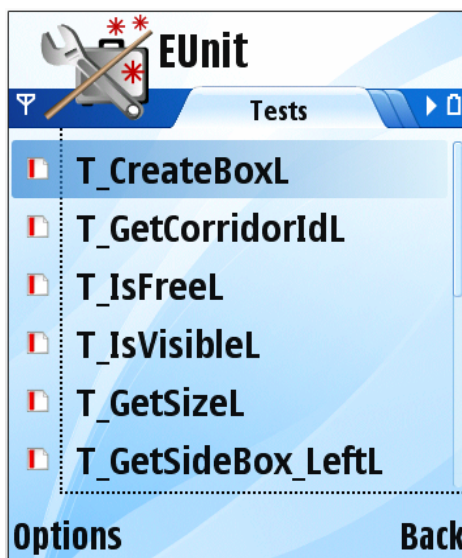 EUnit
Tests
T_CreateBoxL
T_GetCorridorIdL
T_IsFreeL
T_IsVisibleL
T_GetSizeL
T_GetSideBox_LeftL
Options
Back